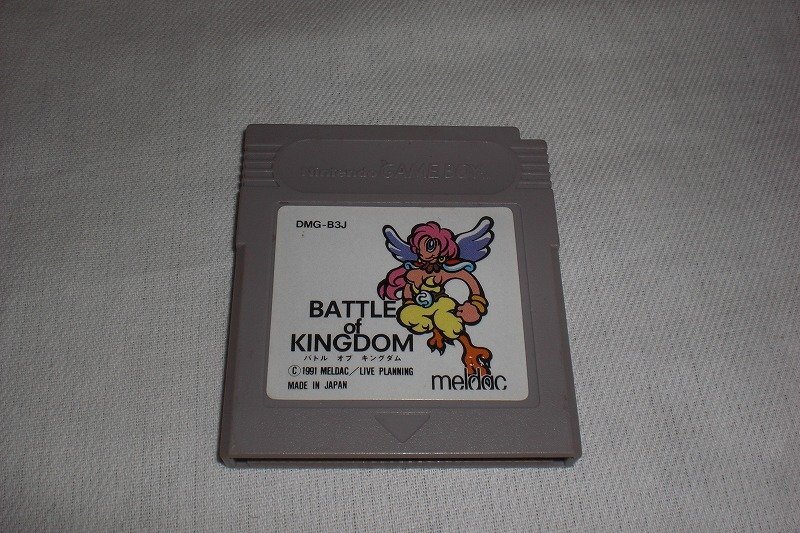 Nintendo GAME BOY
DMG-B3J
BATTLE
of
KINGDOM
バトル オブ キングダム
©1991 MELDAC/LIVE PLANNING
MADE IN JAPAN
meldac